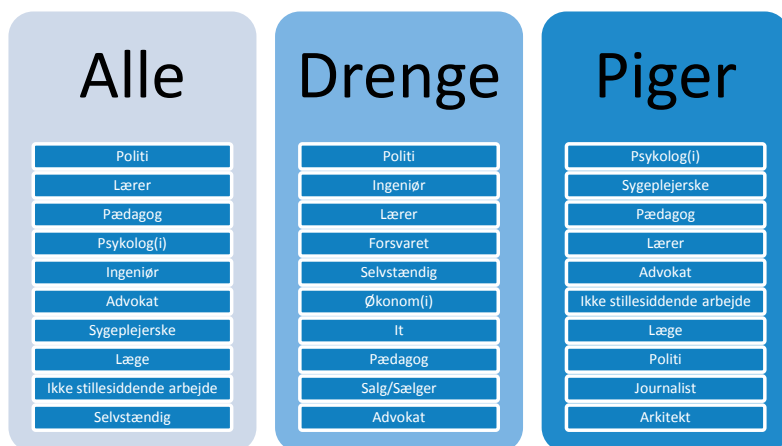 Alle
Politi
Lærer
Pædagog
Psykolog(i)
Ingeniør
Advokat
Sygeplejerske
Læge
Ikke stillesiddende arbejde
Selvstændig
Drenge
Politi
Ingeniør
Lærer
Forsvaret
Selvstændig
Økonom(i)
It
Pædagog
Salg/Sælger
Advokat
Piger
Psykolog(i)
Sygeplejerske
Pædagog
Lærer
Advokat
Ikke stillesiddende arbejde
Læge
Politi
Journalist
Arkitekt